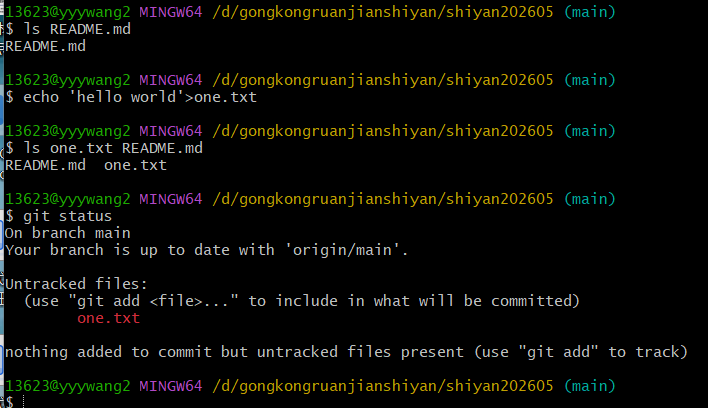 13623@yyywang2 MINGW64 /d/gongkongruanjianshiyan/shiyan202605 (main)
$ ls README.md
README.md
13623@yyywang2 MINGW64 /d/gongkongruanjianshiyan/shiyan202605 (main)
$ echo 'hello world'>one.txt
13623@yyywang2 MINGW64 /d/gongkongruanjianshiyan/shiyan202605 (main)
$ ls one.txt README.md
README.md  one.txt
13623@yyywang2 MINGW64 /d/gongkongruanjianshiyan/shiyan202605 (main)
$ git status
On branch main
Your branch is up to date with 'origin/main'.
Untracked files:
  (use "git add <file>..." to include in what will be committed)
        one.txt
nothing added to commit but untracked files present (use "git add" to track)
13623@yyywang2 MINGW64 /d/gongkongruanjianshiyan/shiyan202605 (main)
$